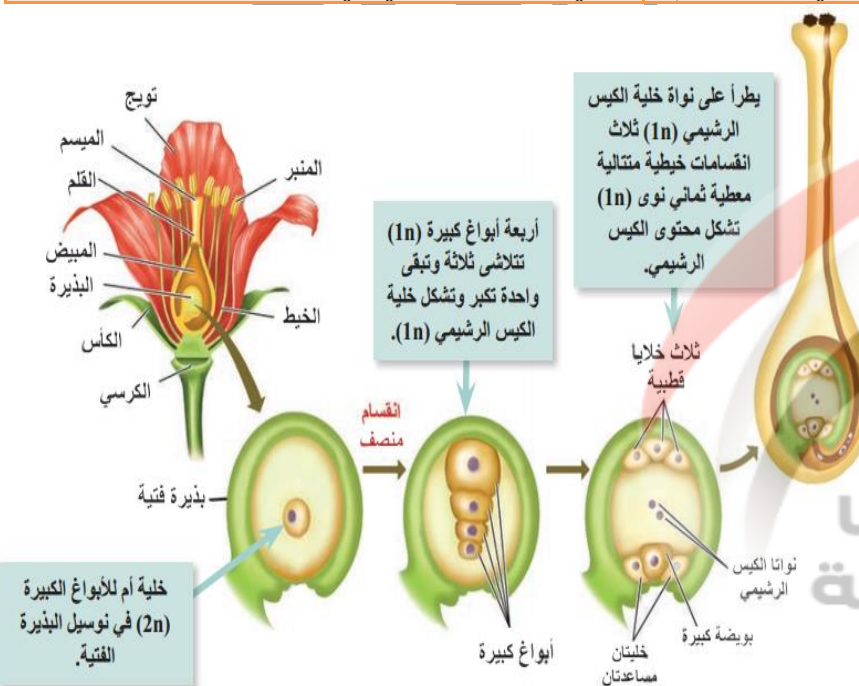 تويج
الميسم
القلم
المبيض
البذيرة
الكأس
الكرسي
المنبر
الخيط
يطرأ على نواة خلية الكيس
الرشيمي (1n) ثلاث
انقسامات خيطية متتالية
معطية ثماني نوى (1n)
تشكل محتوى الكيس
الرشيمي.
أربعة أبواغ كبيرة (1n)
تتلاشى ثلاثة وتبقى
واحدة تكبر وتشكل خلية
الكيس الرشيمي (1n).
ثلاث خلايا
قطبية
انقسام
منصف
بذيرة فتية
خلية أم للأبواغ الكبيرة
(2n) في نوسيل البذيرة
الفتية.
أبواغ كبيرة
نواتا الكيس
الرشيمي
بويضة كبيرة
خليتان
مساعدتان